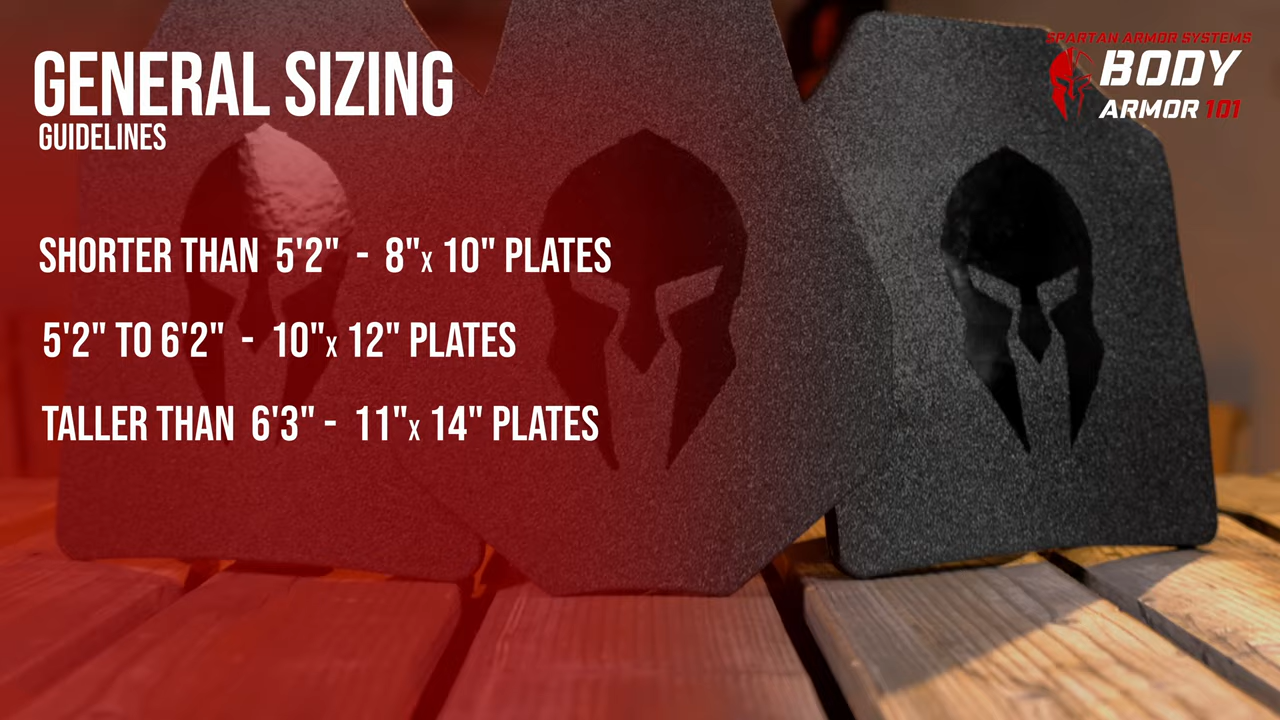 GENERAL SIZING
GUIDELINES
SHORTER THAN 5'2" - 8"x 10" PLATES
5'2" TO 6'2" - 10"x 12" PLATES
TALLER THAN 6'3" - 11"x 14" PLATES
SPARTAN ARMOR SYSTEMS
BODY
ARMOR 101